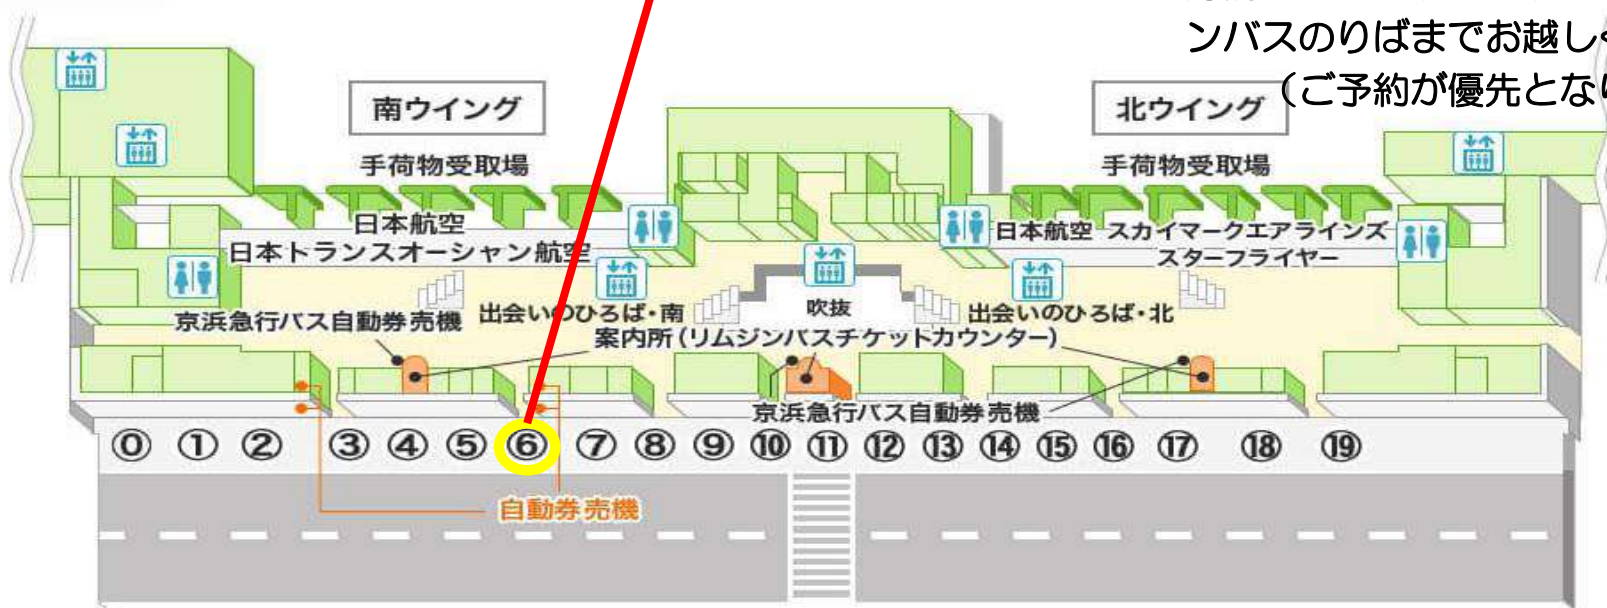 ンバスのりばまでお越し
(ご予約が優先とな
南ウイング
北ウイング
手荷物受取場
手荷物受取場
日本航空
日本トランスオーシャン航空
日本航空 スカイマークエアラインズ
スターフライヤー
京浜急行バス自動券売機
出会いのひろば・南
吹抜
出会いのひろば・北
案内所(リムジンバスチケットカウンター)
京浜急行バス自動券売機
⓪ ① ② ③ ④ ⑤ ⑥ ⑦ ⑧ ⑨ ⑩ ⑪ ⑫ ⑬ ⑭ ⑮ ⑯ ⑰ ⑱ ⑲
自動券売機